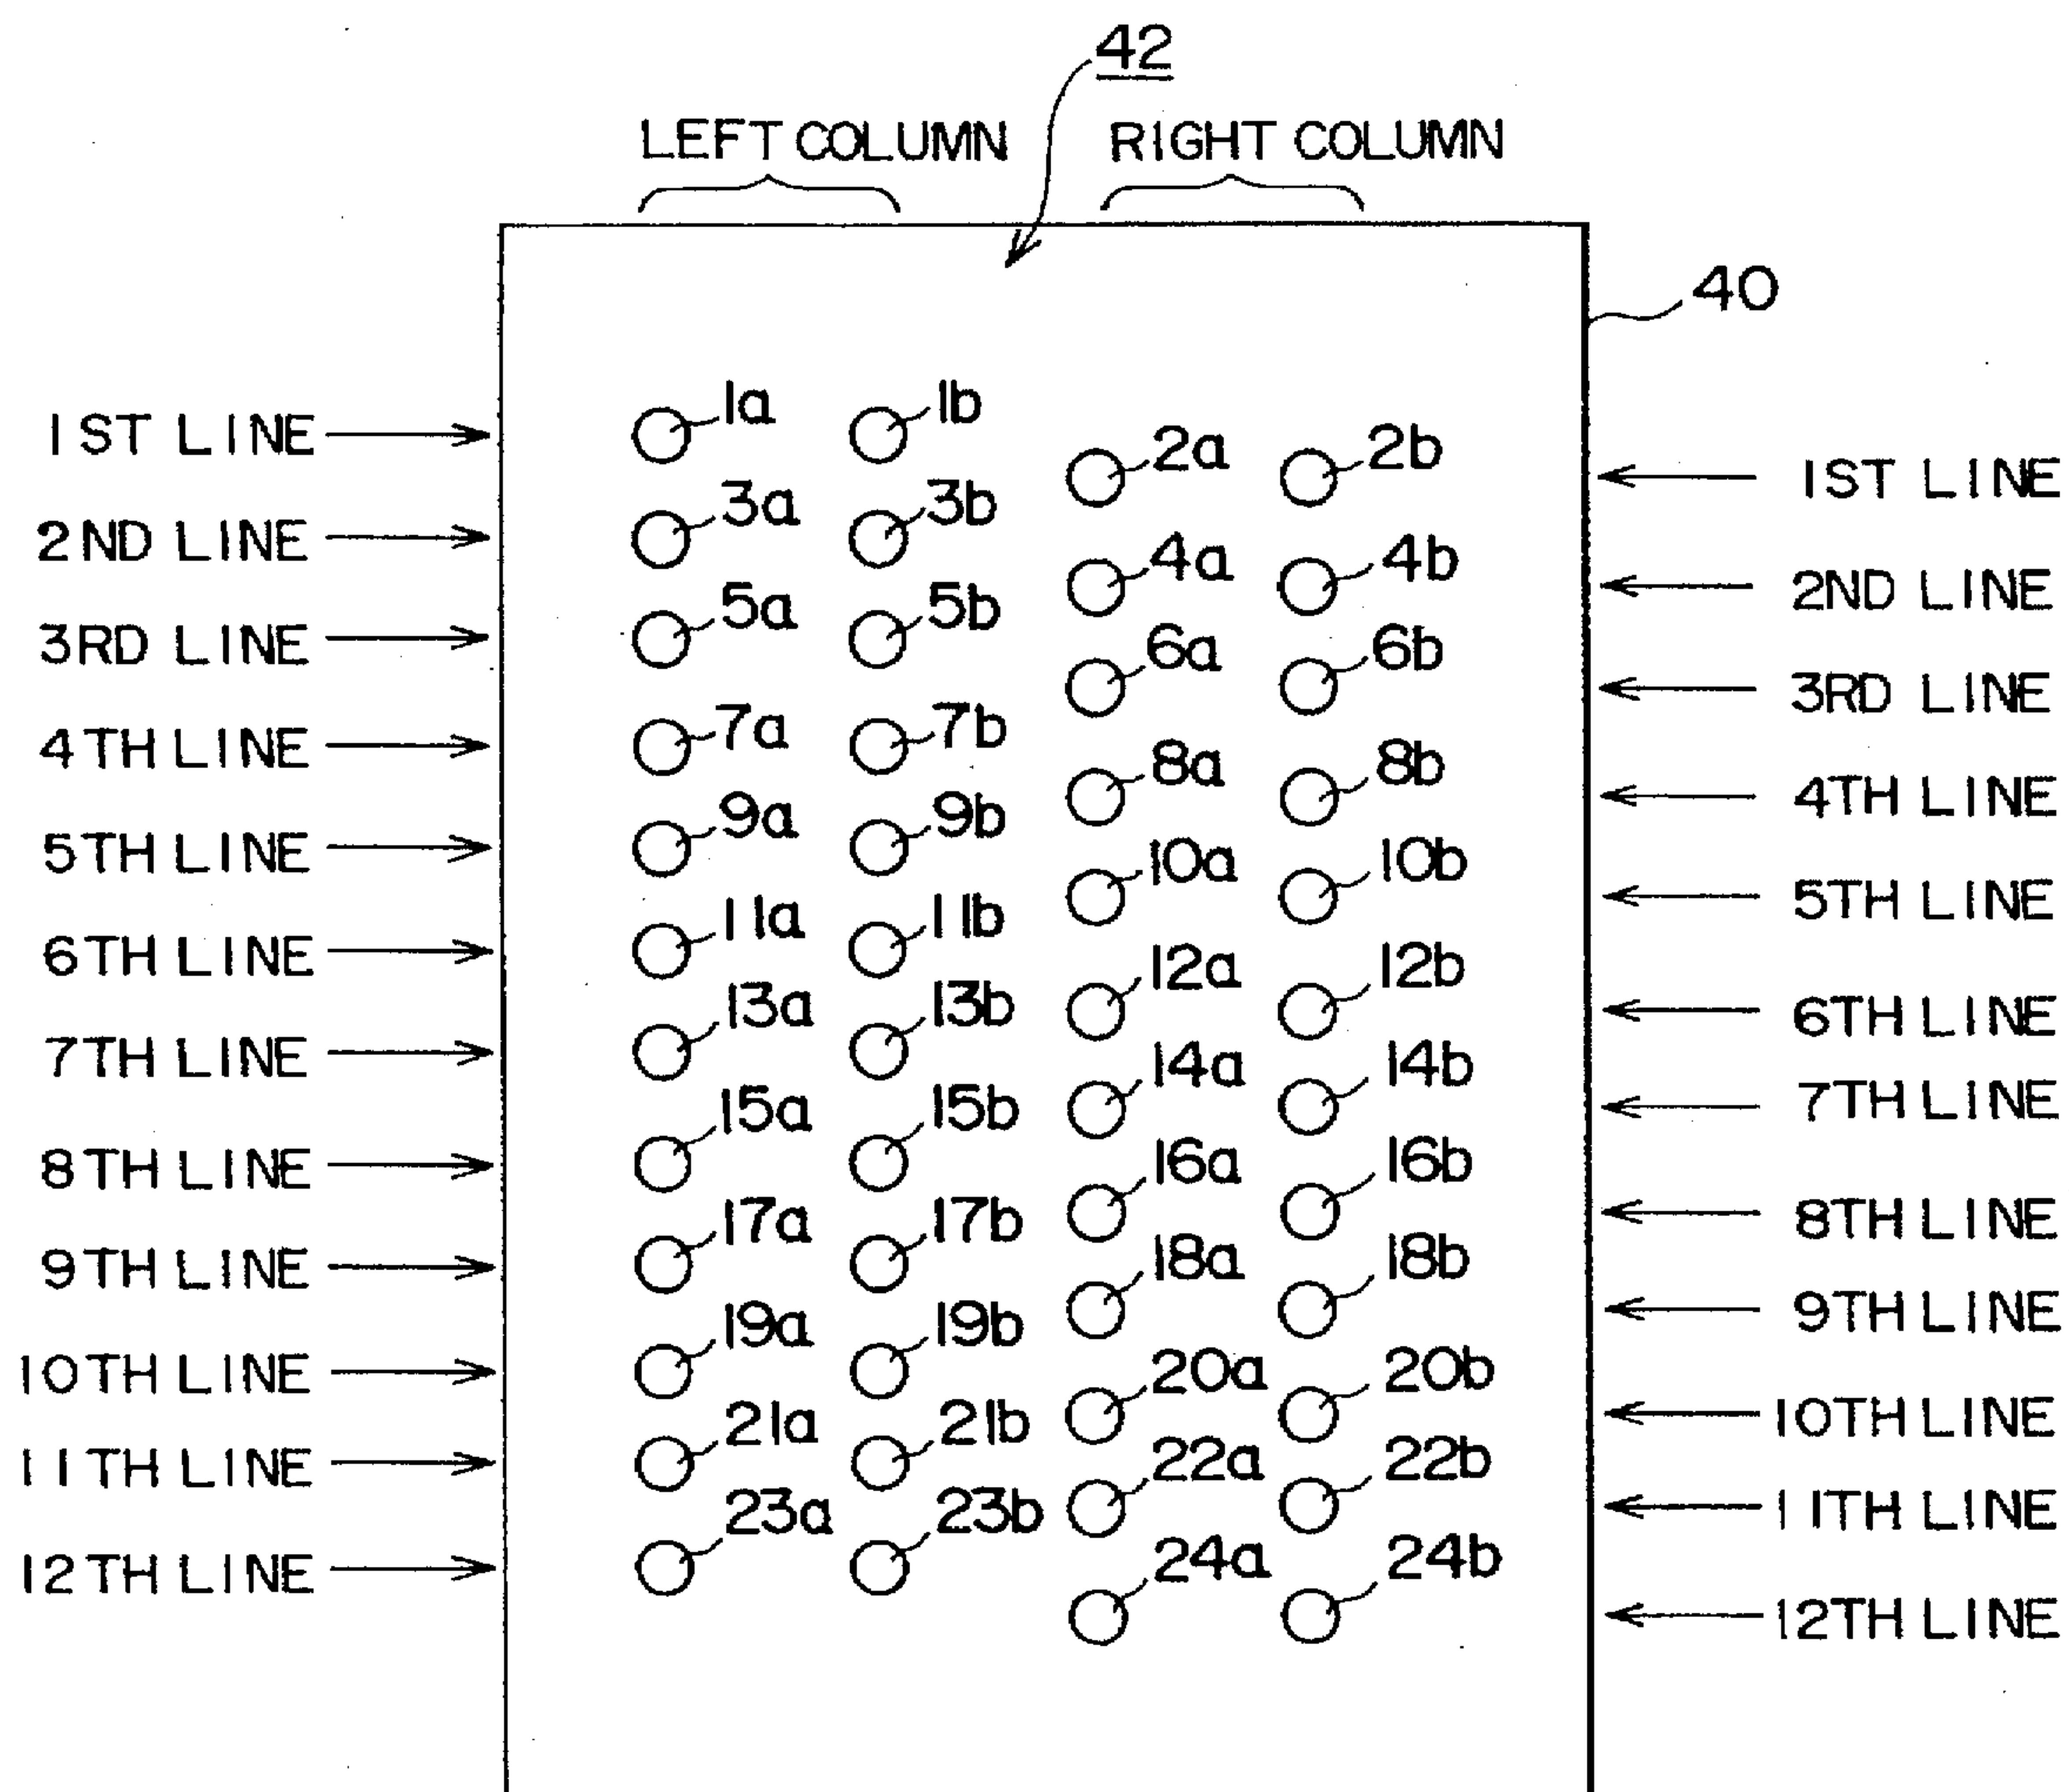 42
LEFT COLUMN RIGHT COLUMN
40
1ST LINE 1a 1b
2a 2b 1ST LINE
2ND LINE 3a 3b
4a 4b 2ND LINE
3RD LINE 5a 5b
6a 6b 3RD LINE
4TH LINE 7a 7b
8a 8b 4TH LINE
5TH LINE 9a 9b
10a 10b 5TH LINE
6TH LINE 11a 11b
12a 12b 6TH LINE
7TH LINE 13a 13b
14a 14b 7TH LINE
8TH LINE 15a 15b
16a 16b 8TH LINE
9TH LINE 17a 17b
18a 18b 9TH LINE
10TH LINE 19a 19b
20a 20b 10TH LINE
11TH LINE 21a 21b
22a 22b 11TH LINE
12TH LINE 23a 23b
24a 24b 12TH LINE